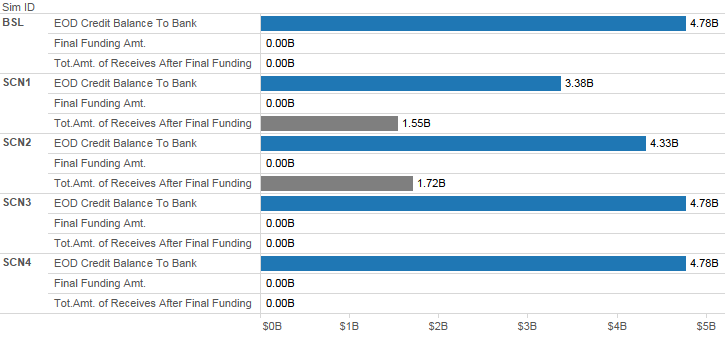 Sim ID
BSL EOD Credit Balance To Bank 4.78B
Final Funding Amt. 0.00B
Tot.Amt. of Receives After Final Funding 0.00B
SCN1 EOD Credit Balance To Bank 3.38B
Final Funding Amt. 0.00B
Tot.Amt. of Receives After Final Funding 1.55B
SCN2 EOD Credit Balance To Bank 4.33B
Final Funding Amt. 0.00B
Tot.Amt. of Receives After Final Funding 1.72B
SCN3 EOD Credit Balance To Bank 4.78B
Final Funding Amt. 0.00B
Tot.Amt. of Receives After Final Funding 0.00B
SCN4 EOD Credit Balance To Bank 4.78B
Final Funding Amt. 0.00B
Tot.Amt. of Receives After Final Funding 0.00B
$0B $1B $2B $3B $4B $5B